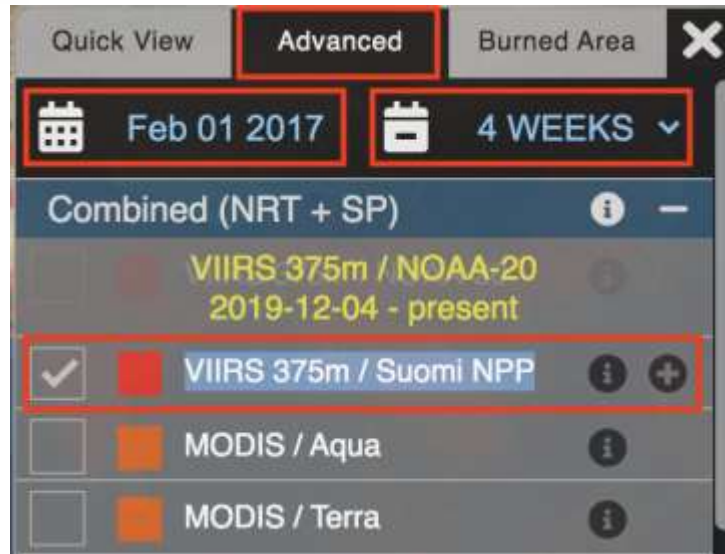 Quick View Advanced Burned Area
Feb 01 2017 4 WEEKS
Combined (NRT + SP)
VIIRS 375m / NOAA-20
2019-12-04 - present
VIIRS 375m / Suomi NPP
MODIS / Aqua
MODIS / Terra